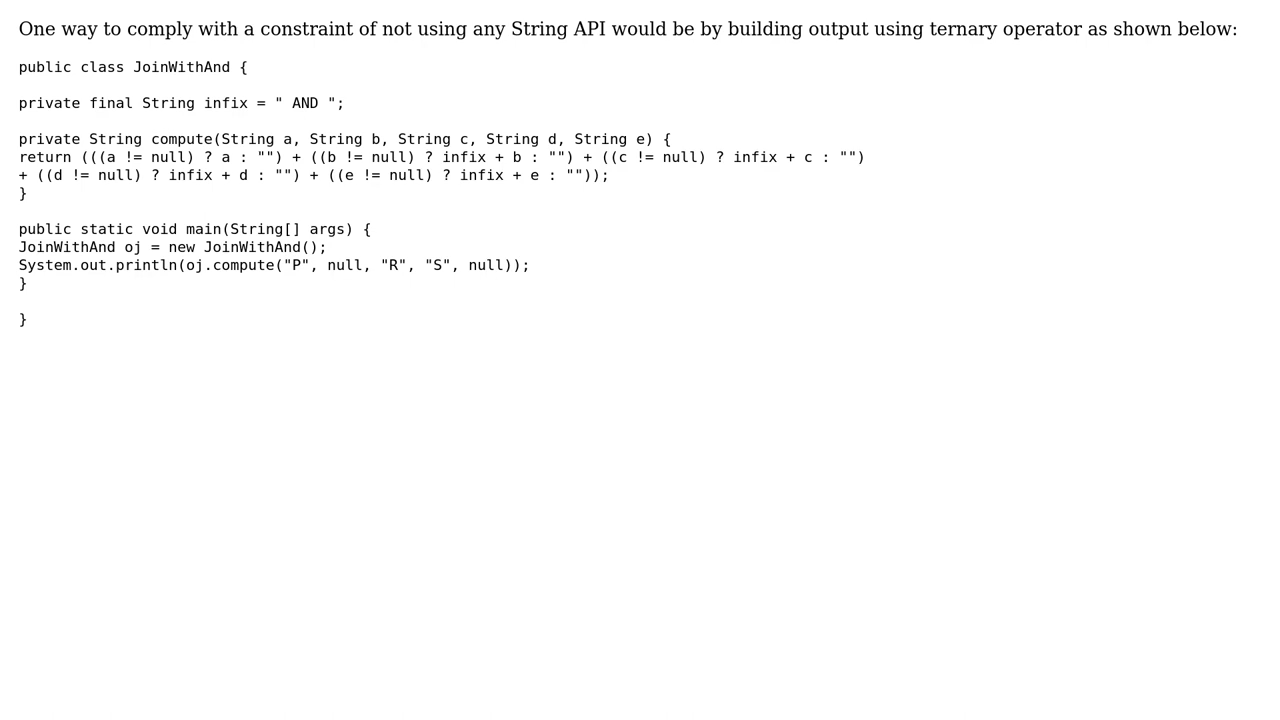 One way to comply with a constraint of not using any String API would be by building output using ternary operator as shown below:
public class JoinWithAnd {
private final String infix = " AND ";
private String compute(String a, String b, String c, String d, String e) {
return (((a != null) ? a : "") + ((b != null) ? infix + b : "") + ((c != null) ? infix + c : "")
+ ((d != null) ? infix + d : "") + ((e != null) ? infix + e : ""));
}
public static void main(String[] args) {
JoinWithAnd oj = new JoinWithAnd();
System.out.println(oj.compute("P", null, "R", "S", null));
}
}